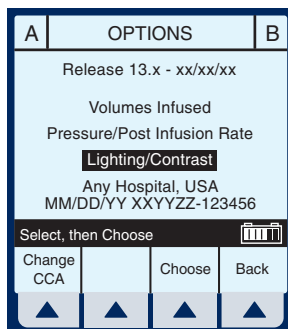 A OPTIONS B
Release 13.x - xx/xx/xx
Volumes Infused
Pressure/Post Infusion Rate
Lighting/Contrast
Any Hospital, USA
MM/DD/YY XXYYZZ-123456
Select, then Choose
Change CCA Choose Back